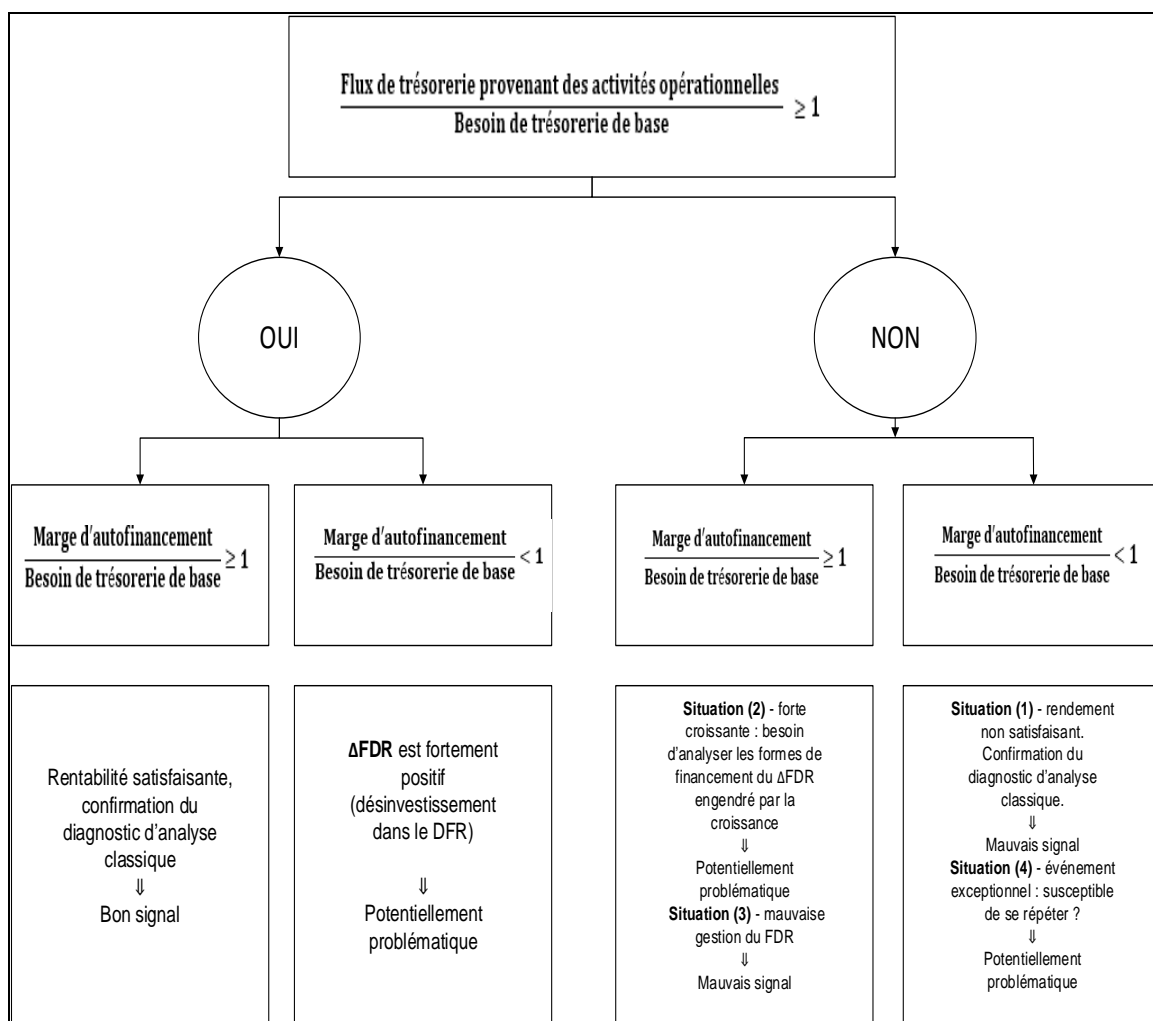 Flux de trésorerie provenant des activités opérationnelles
Besoin de trésorerie de base
≥ 1
OUI
NON
Marge d'autofinancement
Besoin de trésorerie de base
≥ 1
Marge d'autofinancement
Besoin de trésorerie de base
< 1
Marge d'autofinancement
Besoin de trésorerie de base
≥ 1
Marge d'autofinancement
Besoin de trésorerie de base
< 1
Rentabilité satisfaisante,
confirmation du
diagnostic d'analyse
classique
⇓
Bon signal
ΔFDR est fortement
positif
(désinvestissement
dans le DFR)
⇓
Potentiellement
problématique
Situation (2) - forte
croissante : besoin
d'analyser les formes de
financement du ΔFDR
engendré par la
croissance
⇓
Potentiellement
problématique
Situation (3) - mauvaise
gestion du FDR
⇓
Mauvais signal
Situation (1) - rendement
non satisfaisant.
Confirmation du
diagnostic d'analyse
classique.
⇓
Mauvais signal
Situation (4) - événement
exceptionnel : susceptible
de se répéter ?
⇓
Potentiellement
problématique